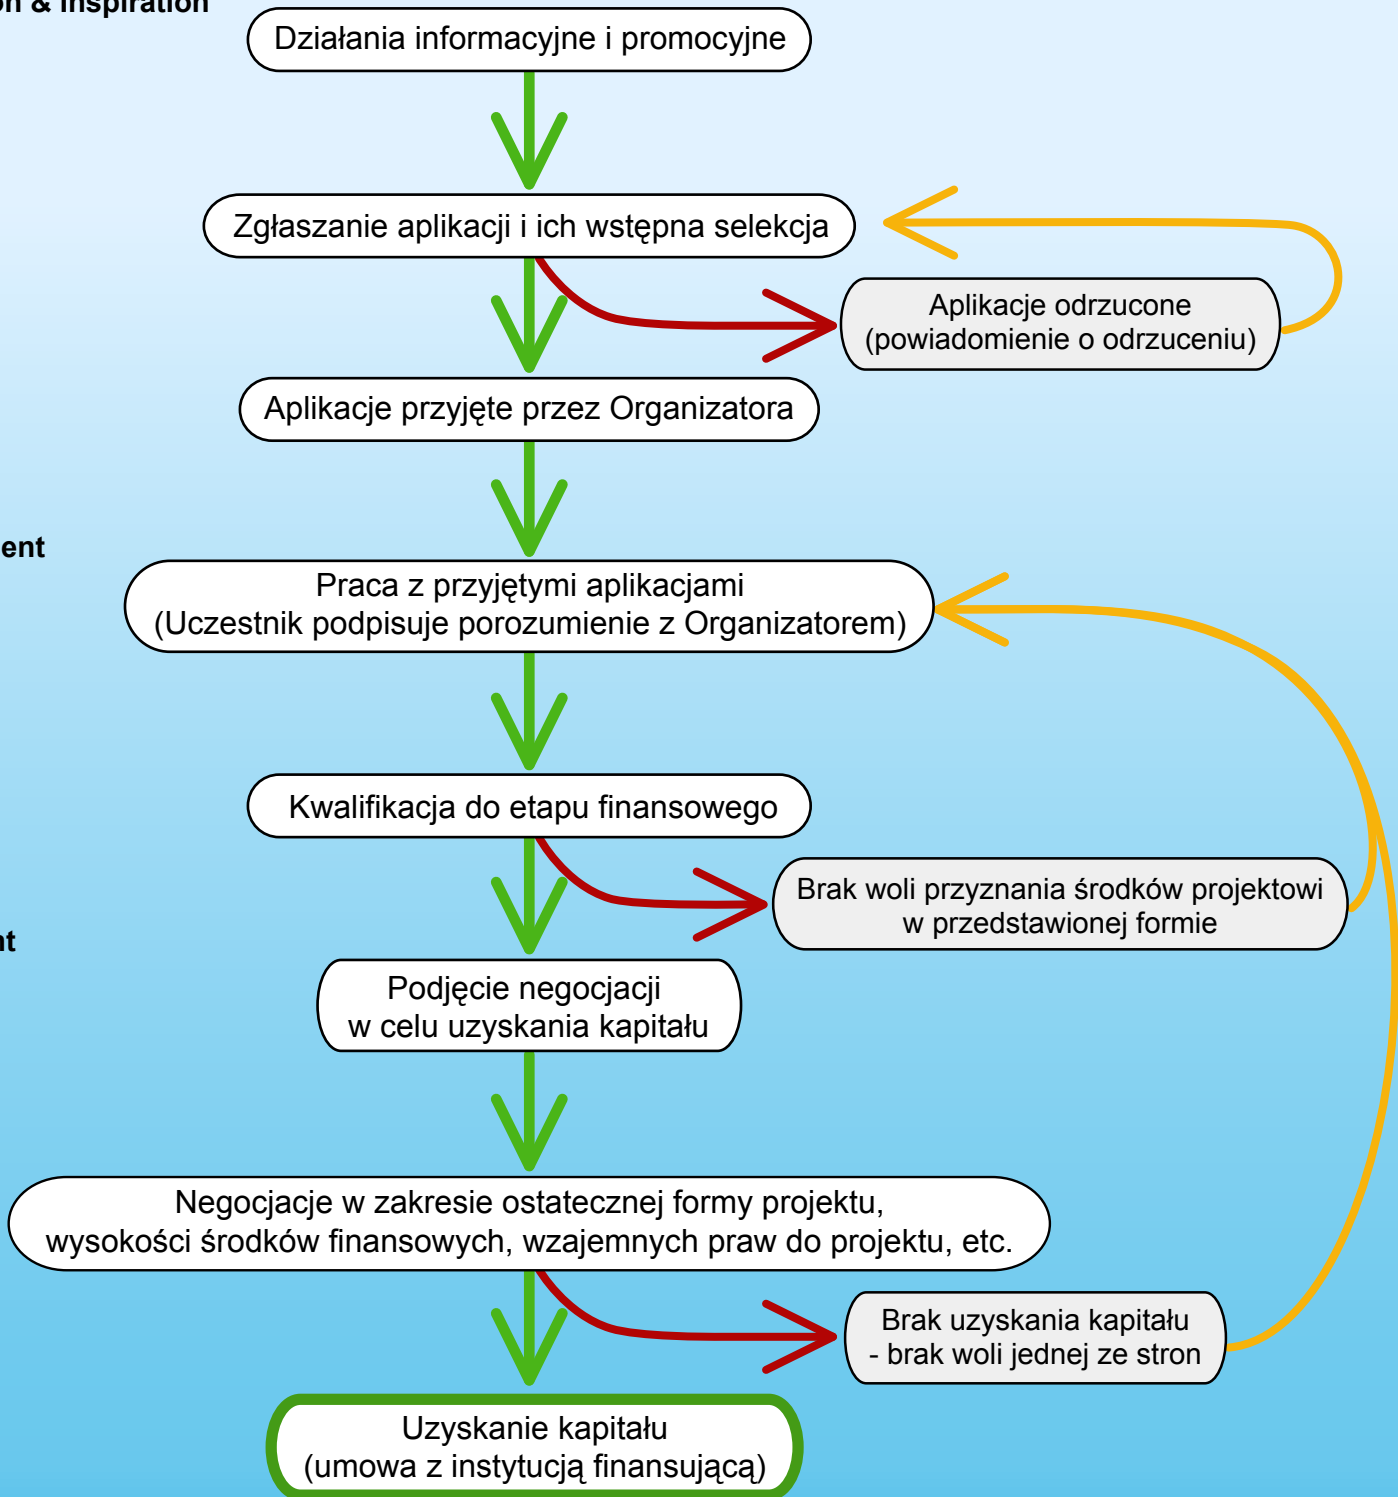 & Inspiration
Działania informacyjne i promocyjne
Zgłaszanie aplikacji i ich wstępna selekcja
Aplikacje odrzucone
(powiadomienie o odrzuceniu)
Aplikacje przyjęte przez Organizatora
Praca z przyjętymi aplikacjami
(Uczestnik podpisuje porozumienie z Organizatorem)
Kwalifikacja do etapu finansowego
Brak woli przyznania środków projektowi
w przedstawionej formie
Podjęcie negocjacji
w celu uzyskania kapitału
Negocjacje w zakresie ostatecznej formy projektu,
wysokości środków finansowych, wzajemnych praw do projektu, etc.
Brak uzyskania kapitału
- brak woli jednej ze stron
Uzyskanie kapitału
(umowa z instytucją finansującą)